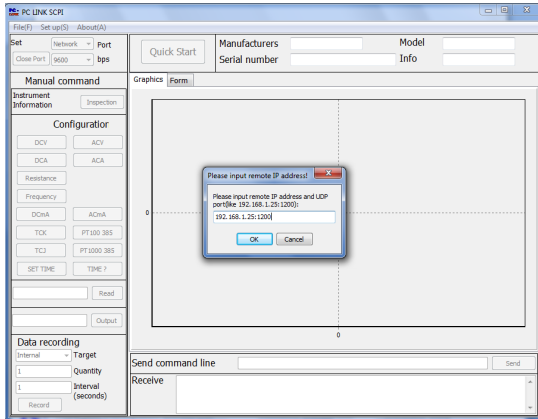 PC LINK SCPI
File(F) Set up(S) About(A)
Set Network Port
Close Port 9600 bps
Quick Start
Manufacturers
Model
Serial number
Info
Manual command
Instrument
Information
Inspection
Configuratior
DCV ACV
DCA ACA
Resistance
Frequency
DCmA ACmA
TCK PT100 385
TCJ PT1000 385
SET TIME TIME ?
Read
Output
Data recording
Internal Target
1 Quantity
1 Interval
(seconds)
Record
Graphics Form
0
0
Please input remote IP address!
Please input remote IP address and UDP
port(like 192.168.1.25:1200):
192.168.1.25:1200
OK Cancel
Send command line
Send
Receive